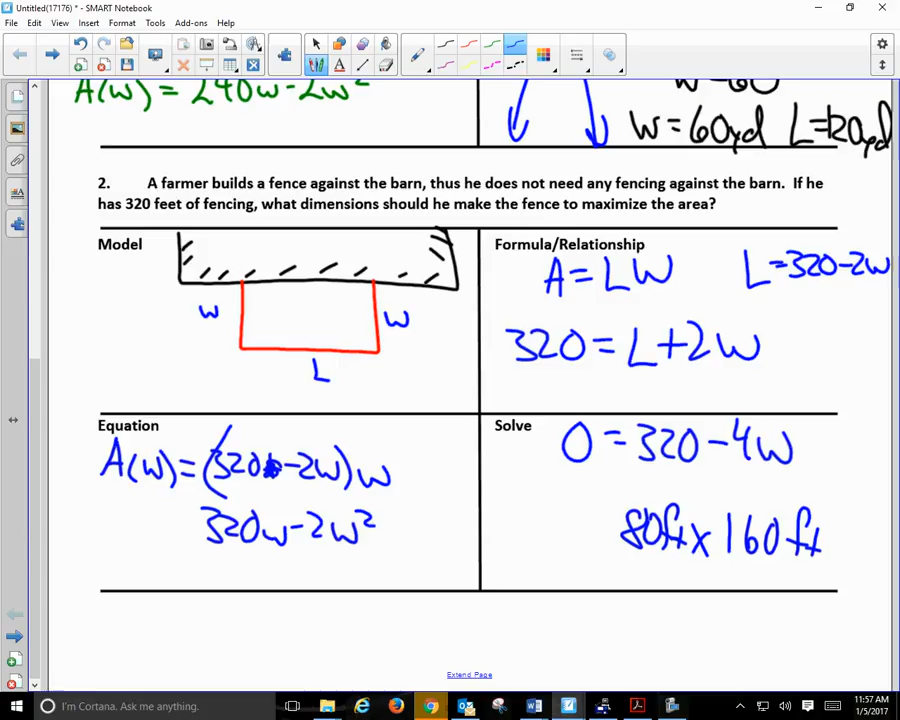 Untitled(17176) * - SMART Notebook
File Edit View Insert Format Tools Add-ons Help
A(w) = 240w-2w²
w = 60yd L=120yd
2. A farmer builds a fence against the barn, thus he does not need any fencing against the barn. If he
has 320 feet of fencing, what dimensions should he make the fence to maximize the area?
Model
w
w
L
Formula/Relationship
A = LW
L=320-2w
320 = L+2W
Equation
A(w) = (320-2w)w
320w-2w²
Solve
0 = 320-4w
80ft x 160 ft
Extend Page
I'm Cortana. Ask me anything.
11:57 AM
1/5/2017